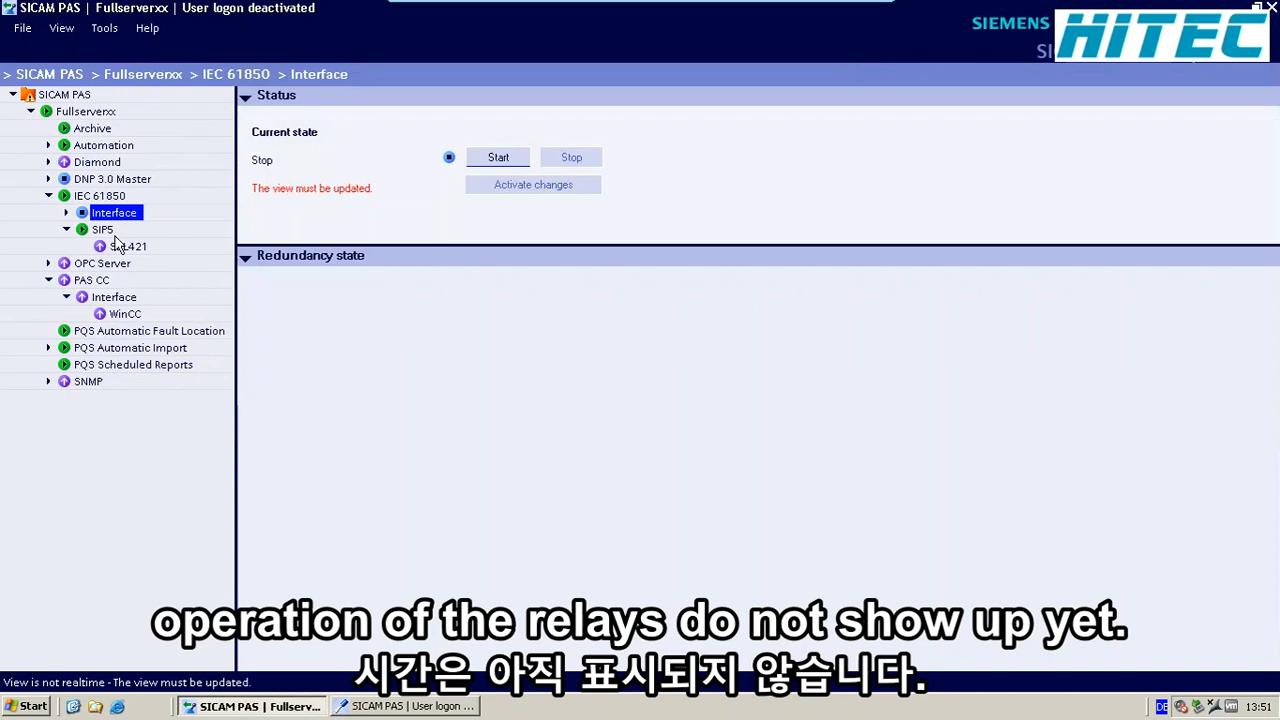 SICAM PAS | Fullserverxx | User logon deactivated
File View Tools Help
SIEMENS
HITEC
SI
> SICAM PAS > Fullserverxx > IEC 61850 > Interface
SICAM PAS
Fullserverxx
Archive
Automation
Diamond
DNP 3.0 Master
IEC 61850
Interface
SIP5
OPC Server
PAS CC
Interface
WinCC
PQS Automatic Fault Location
PQS Automatic Import
PQS Scheduled Reports
SNMP
Status
Current state
Stop
Start
Stop
The view must be updated.
Activate changes
Redundancy state
operation of the relays do not show up yet.
시간은 아직 표시되지 않습니다.
View is not realtime - The view must be updated.
Start
SICAM PAS | Fullserv...
SICAM PAS | User logon ...
DE
13:51